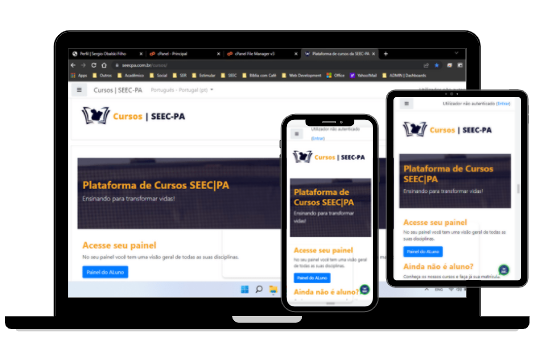 Perfil | Sergio Obaldo Filho
cPanel - Principal
cPanel File Manager v3
Plataforma de cursos da SEEC PA
seecpa.com.br
Apps
Outros
Acadêmico
Social
SEEC
Bíblia com Café
Web Development
Office
YahooMail
Dashboards
Cursos | SEEC-PA
Português - Portugal (pt)
Cursos | SEEC-PA
Plataforma de Cursos SEEC|PA
Ensinando para transformar vidas!
Acesse seu painel
No seu painel você tem uma visão geral de todas as suas disciplinas.
Painel do ALuno
Utilizador não autenticado
(Entrar)
Cursos | SEEC-PA
Plataforma de
Cursos SEEC|PA
Ensinando para transformar
vidas!
Acesse seu painel
No seu painel você tem uma visão geral
de todas as suas disciplinas.
Painel do ALuno
Ainda não é aluno?
Utilizador não autenticado (Entrar)
Cursos | SEEC-PA
Plataforma de Cursos
SEEC|PA
Ensinando para transformar vidas!
Acesse seu painel
No seu painel você tem uma visão geral de todas as
suas disciplinas.
Painel do ALuno
Ainda não é aluno?
Conheça os nossos cursos e faça já sua matrícula.